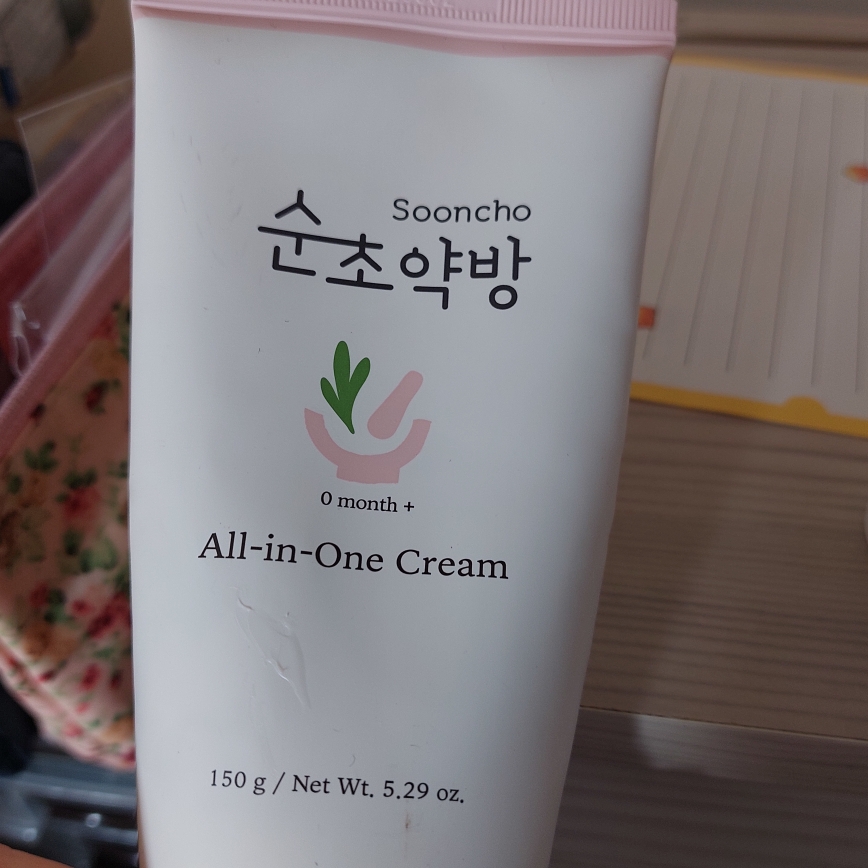 Sooncho
순초약방
0 month +
All-in-One Cream
150 g / Net Wt. 5.29 oz.